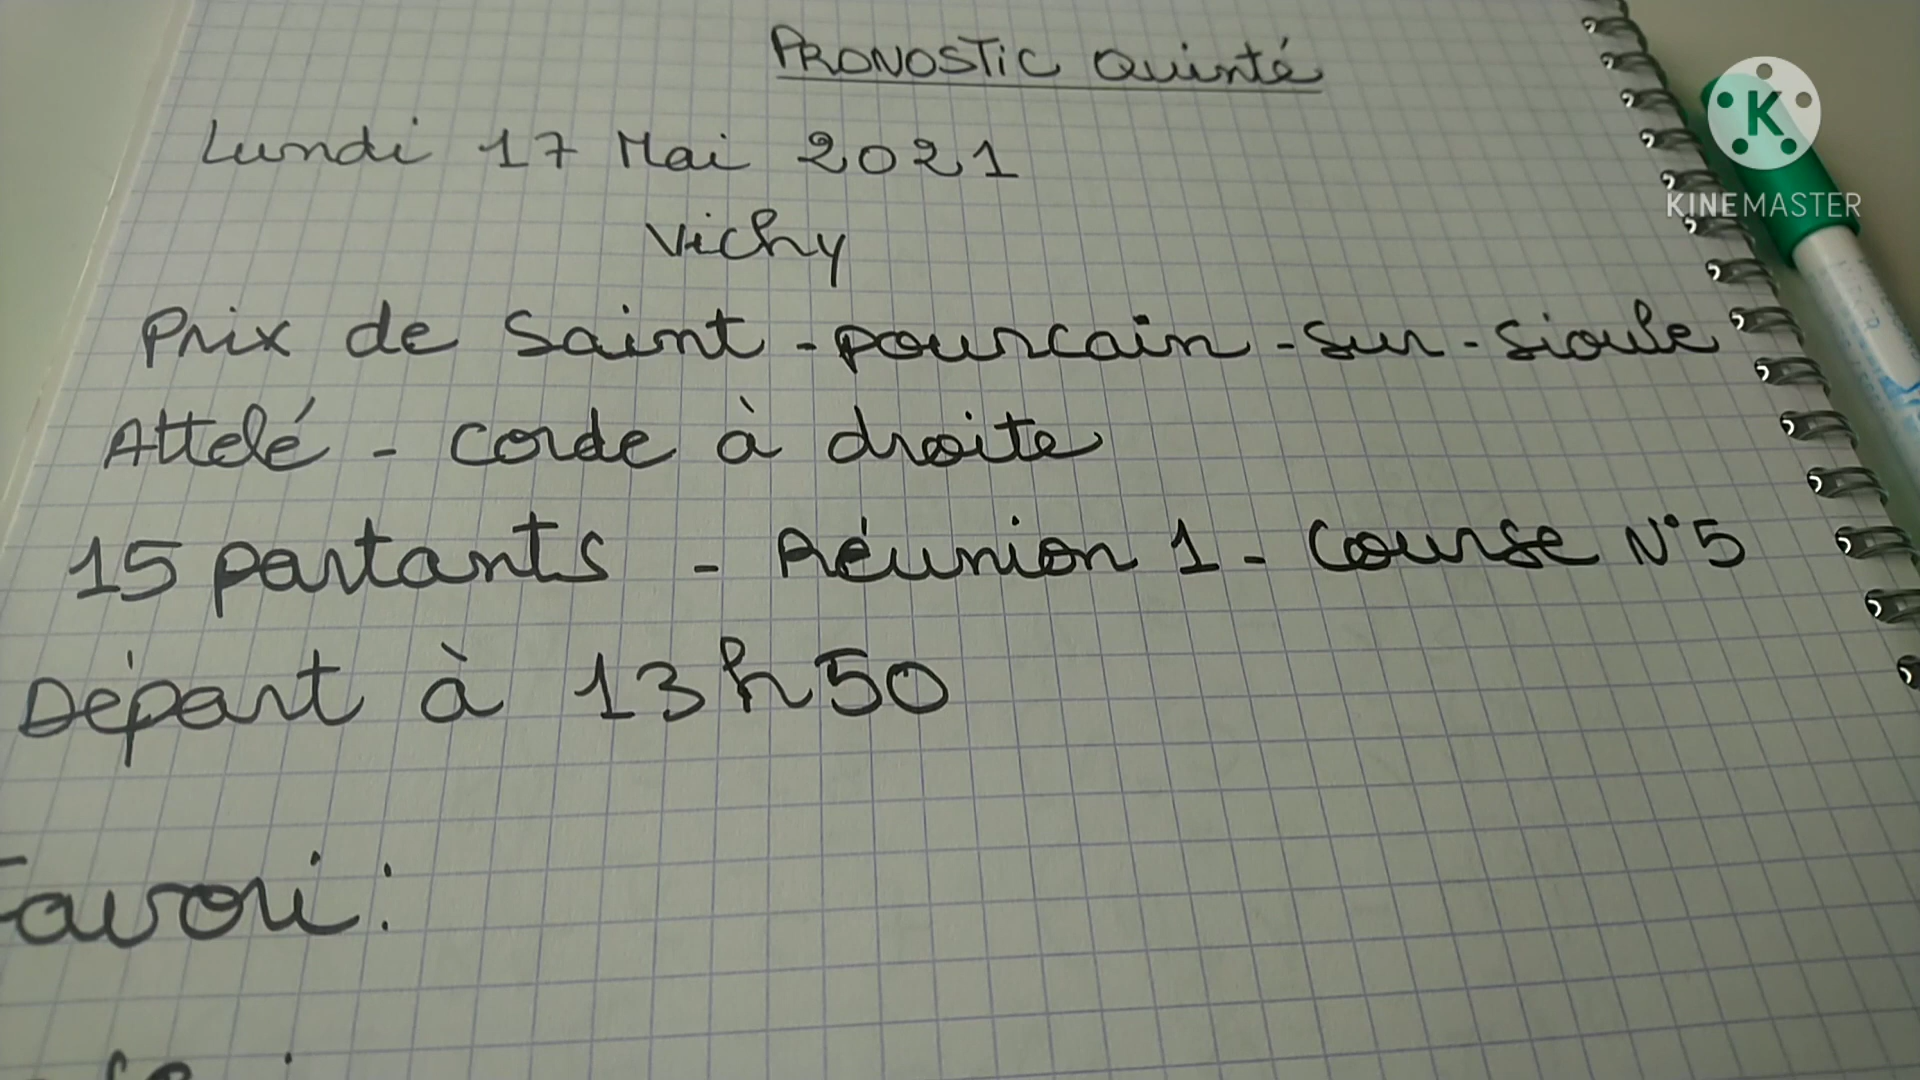 PRONOSTIC Quinté
Lundi 17 Mai 2021
Vichy
Prix de Saint-pourcain-sur-sioule
Attelé - corde à droite
15 partants - Réunion 1 - Course N°5
Départ à 13h50
Favori:
K
KINEMASTER